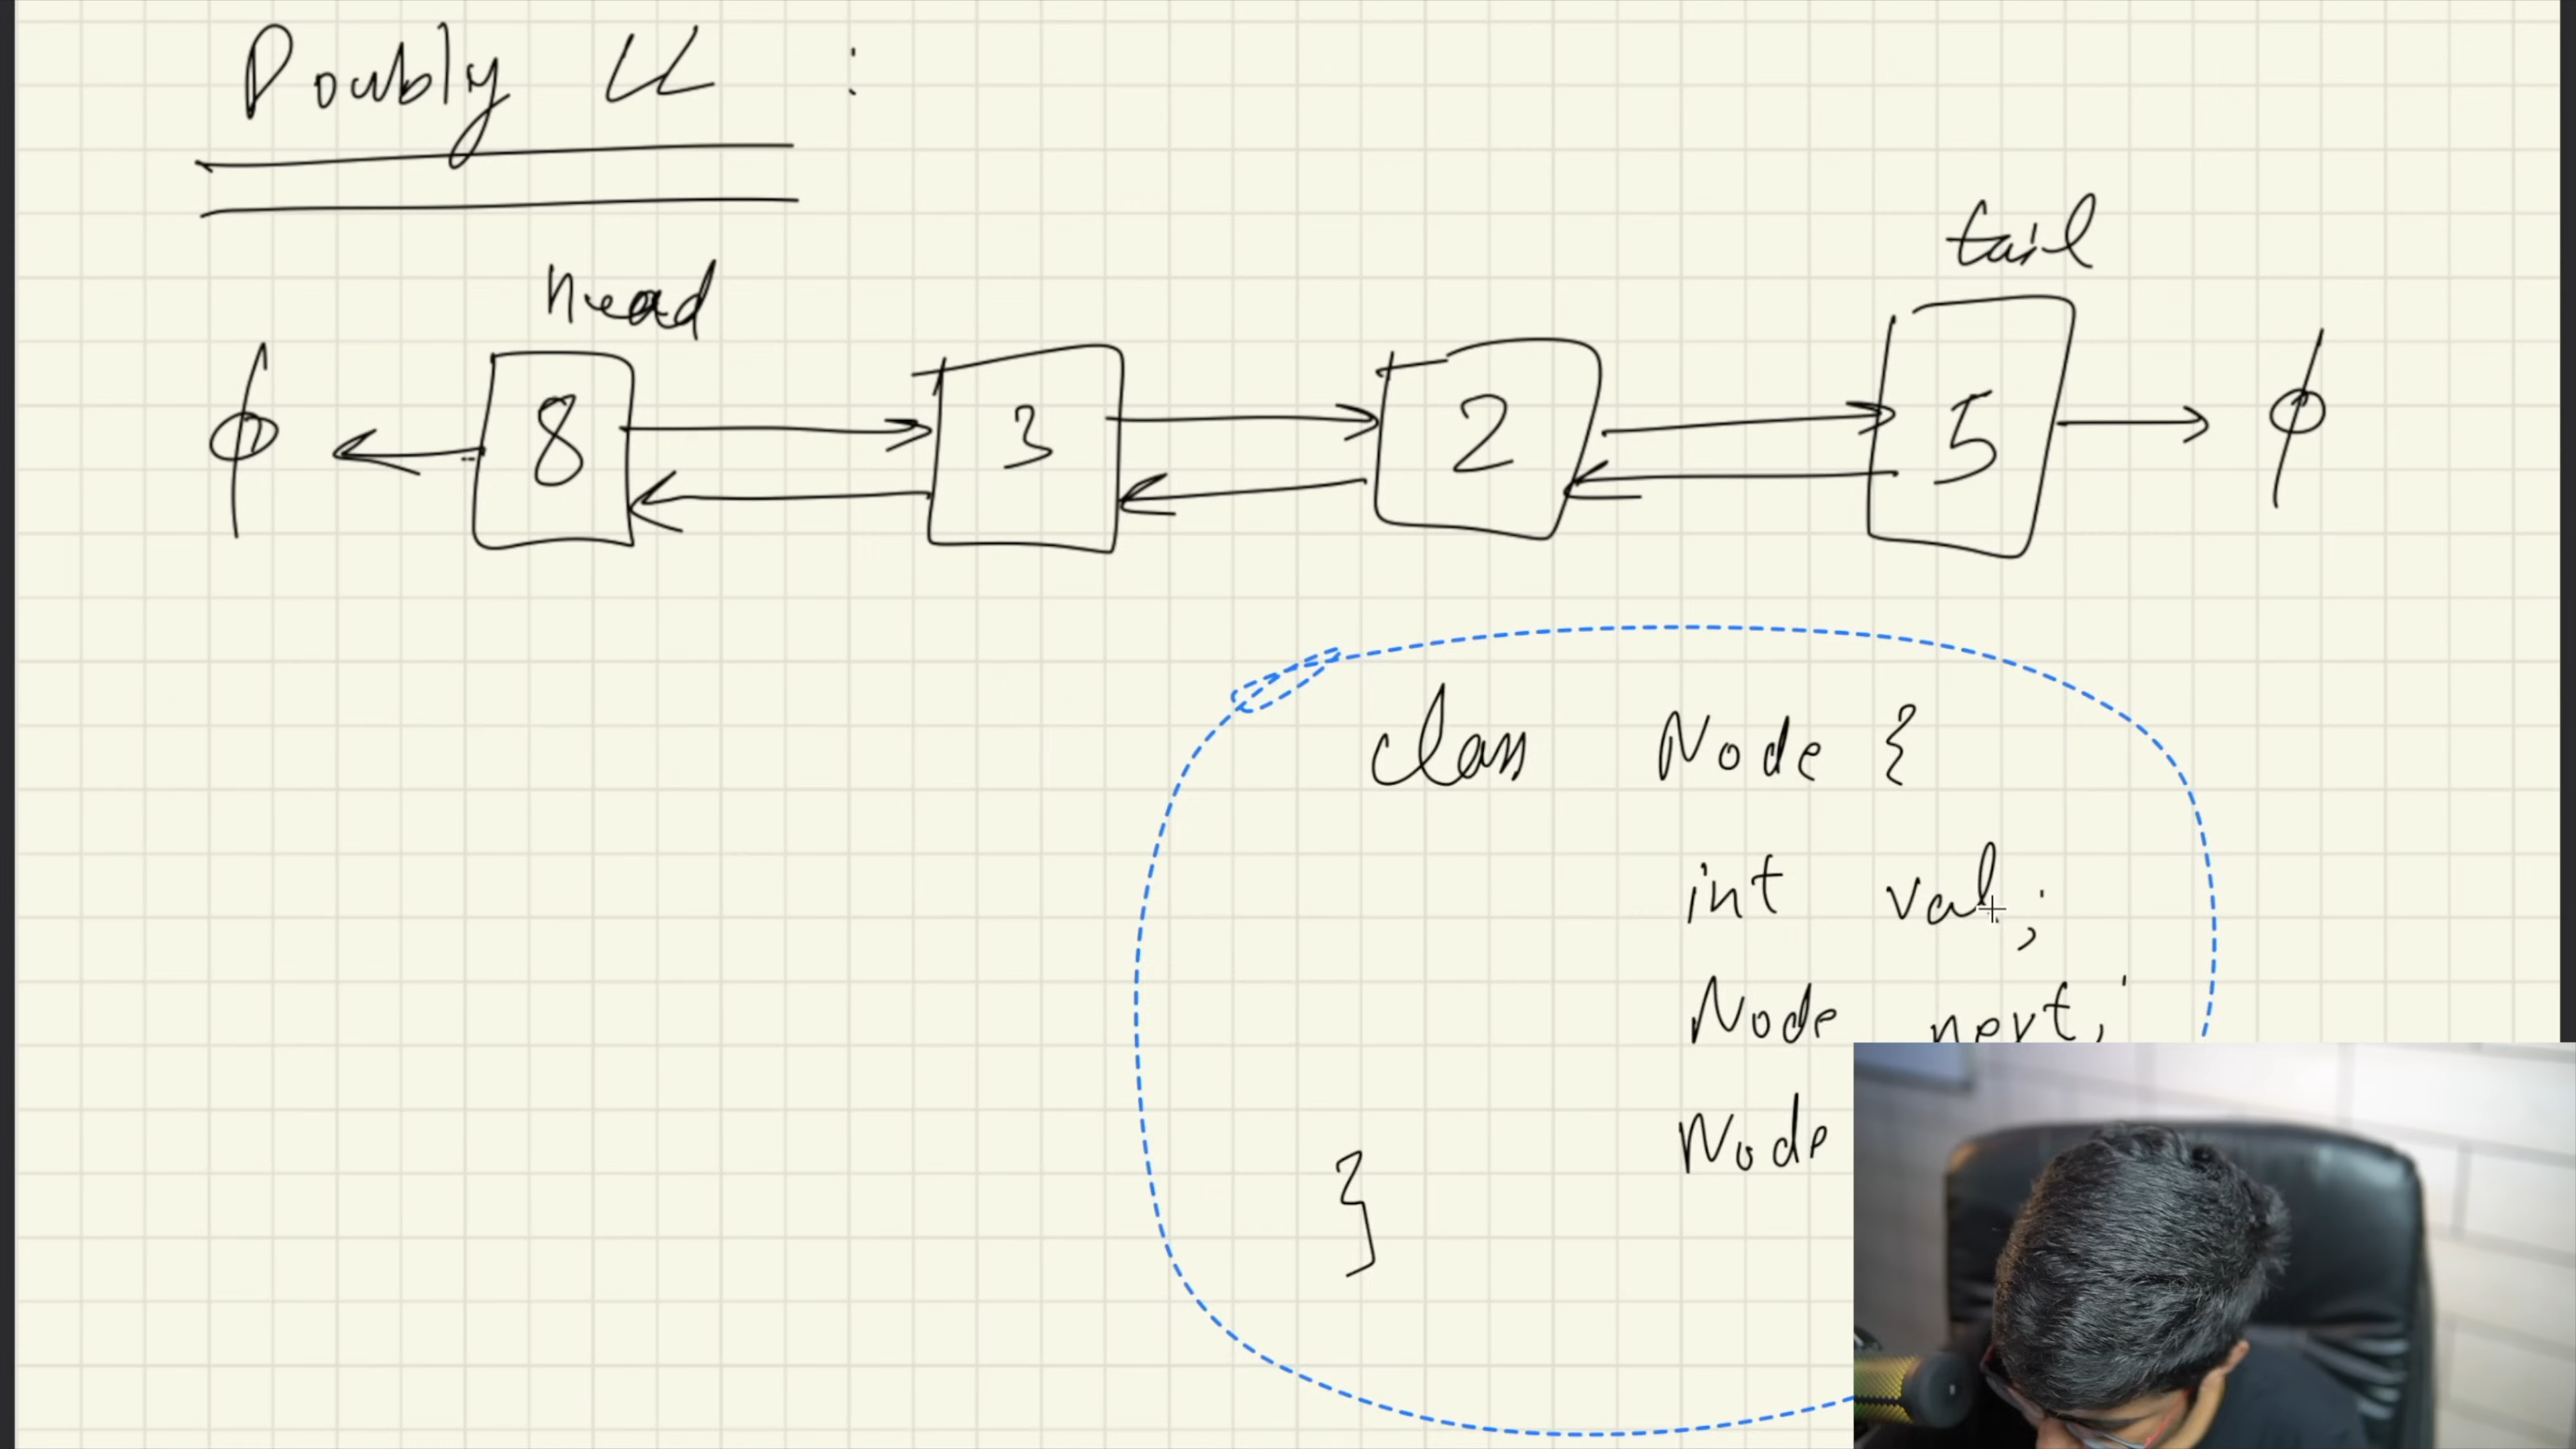 Doubly LL :
head
tail
ϕ 8 3 2 5 ϕ
class Node {
int val;
Node next;
Node
}